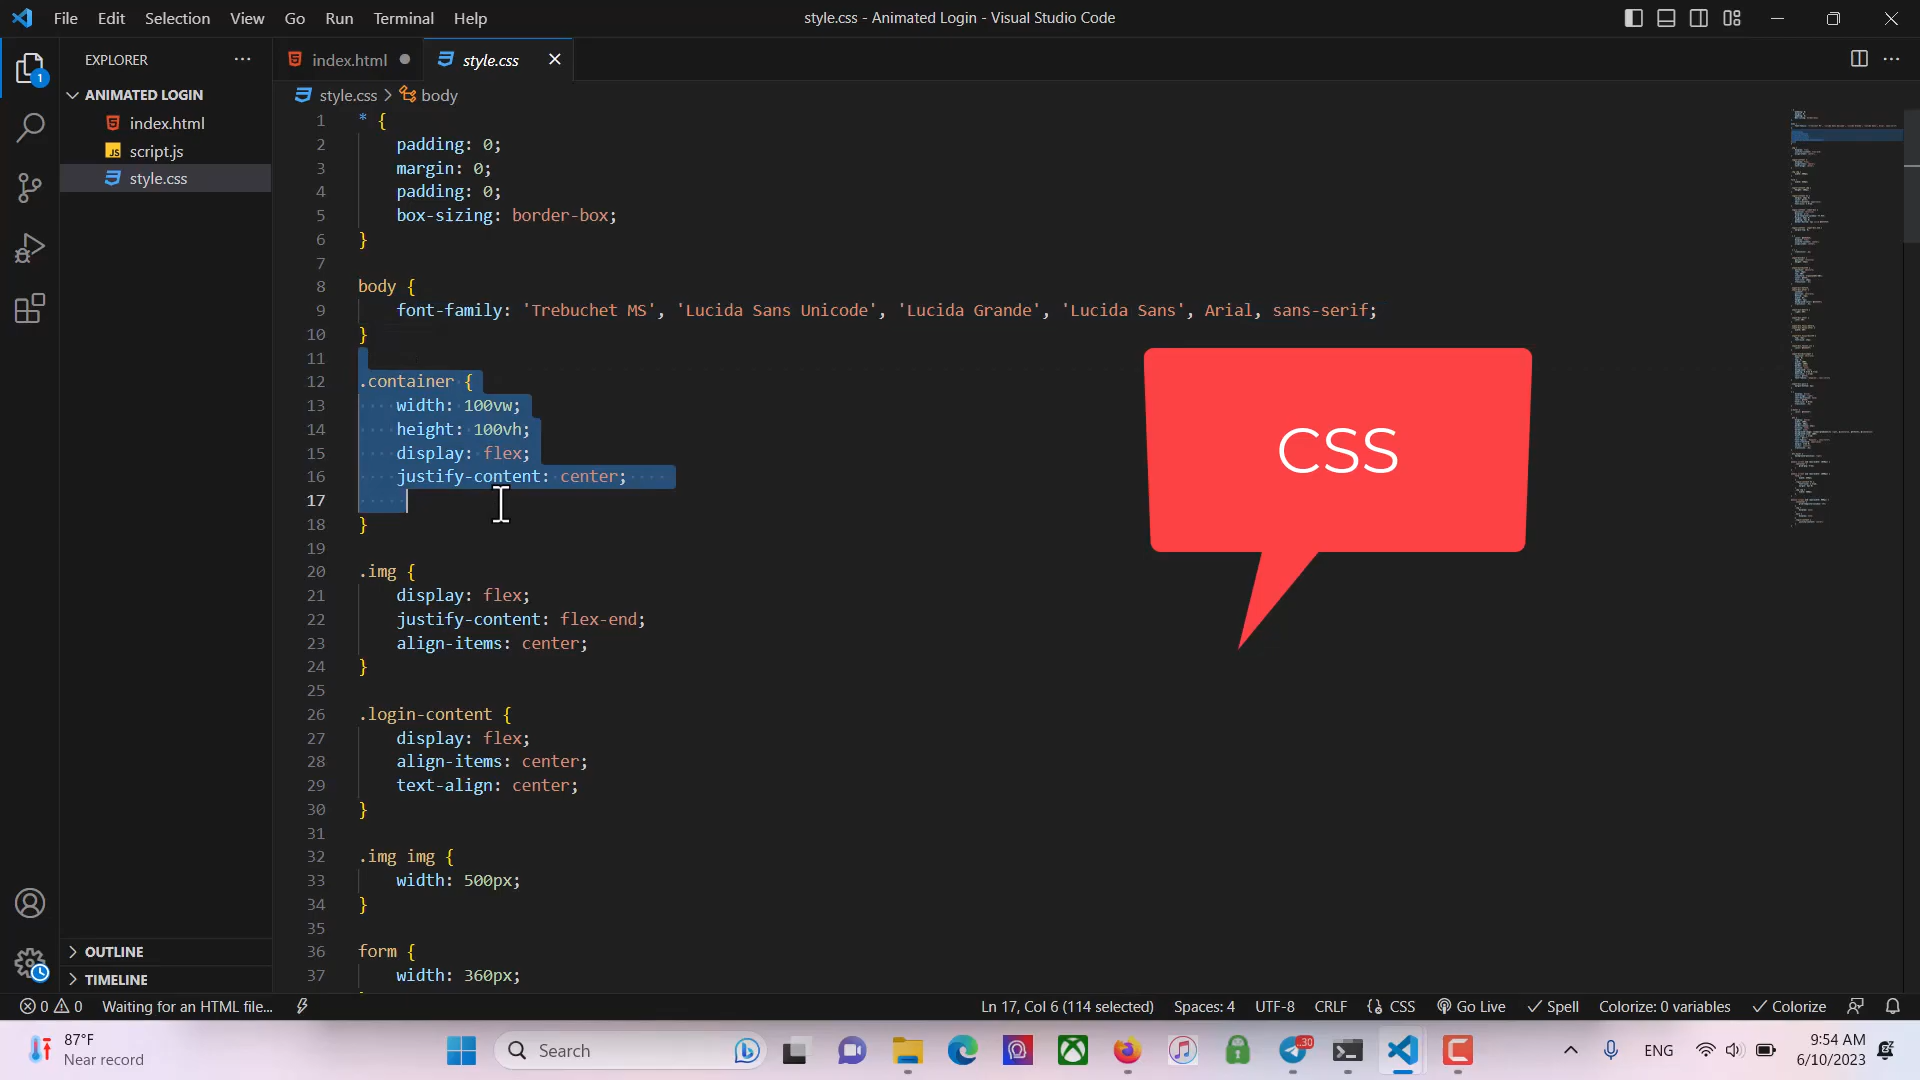 File Edit Selection View Go Run Terminal Help
style.css - Animated Login - Visual Studio Code
EXPLORER
ANIMATED LOGIN
index.html
script.js
style.css
OUTLINE
TIMELINE
index.html
style.css
style.css > body
1 * {
2 padding: 0;
3 margin: 0;
4 padding: 0;
5 box-sizing: border-box;
6 }
7
8 body {
9 font-family: 'Trebuchet MS', 'Lucida Sans Unicode', 'Lucida Grande', 'Lucida Sans', Arial, sans-serif;
10 }
11
12 .container {
13 width: 100vw;
14 height: 100vh;
15 display: flex;
16 justify-content: center;
17
18 }
19
20 .img {
21 display: flex;
22 justify-content: flex-end;
23 align-items: center;
24 }
25
26 .login-content {
27 display: flex;
28 align-items: center;
29 text-align: center;
30 }
31
32 .img img {
33 width: 500px;
34 }
35
36 form {
37 width: 360px;
CSS
0 0 Waiting for an HTML file...
Ln 17, Col 6 (114 selected) Spaces: 4 UTF-8 CRLF CSS Go Live Spell Colorize: 0 variables Colorize
87°F
Near record
Search
30
ENG
9:54 AM
6/10/2023